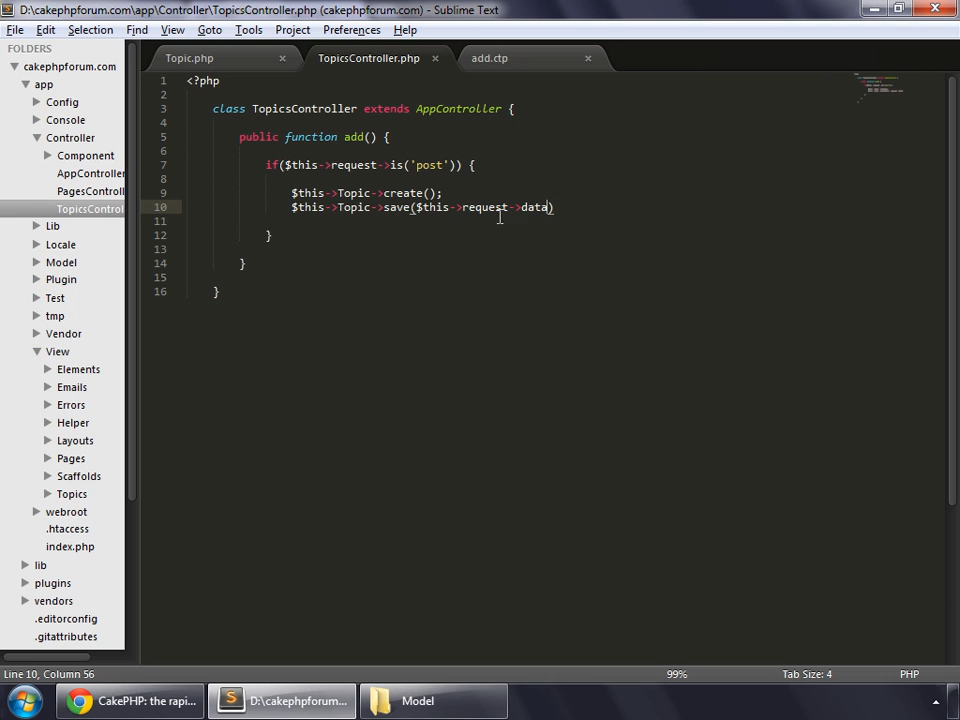 D:\cakephpforum.com\app\Controller\TopicsController.php (cakephpforum.com) - Sublime Text
File Edit Selection Find View Goto Tools Project Preferences Help
FOLDERS
cakephpforum.com
app
Config
Console
Controller
Component
AppController
PagesControll
TopicsControl
Lib
Locale
Model
Plugin
Test
tmp
Vendor
View
Elements
Emails
Errors
Helper
Layouts
Pages
Scaffolds
Topics
webroot
.htaccess
index.php
lib
plugins
vendors
.editorconfig
.gitattributes
Topic.php TopicsController.php add.ctp
1 <?php
2
3 class TopicsController extends AppController {
4
5 public function add() {
6
7 if($this->request->is('post')) {
8
9 $this->Topic->create();
10 $this->Topic->save($this->request->data)
11
12 }
13
14 }
15
16 }
Line 10, Column 56 99% Tab Size: 4 PHP
CakePHP: the rapi... D:\cakephpforum... Model